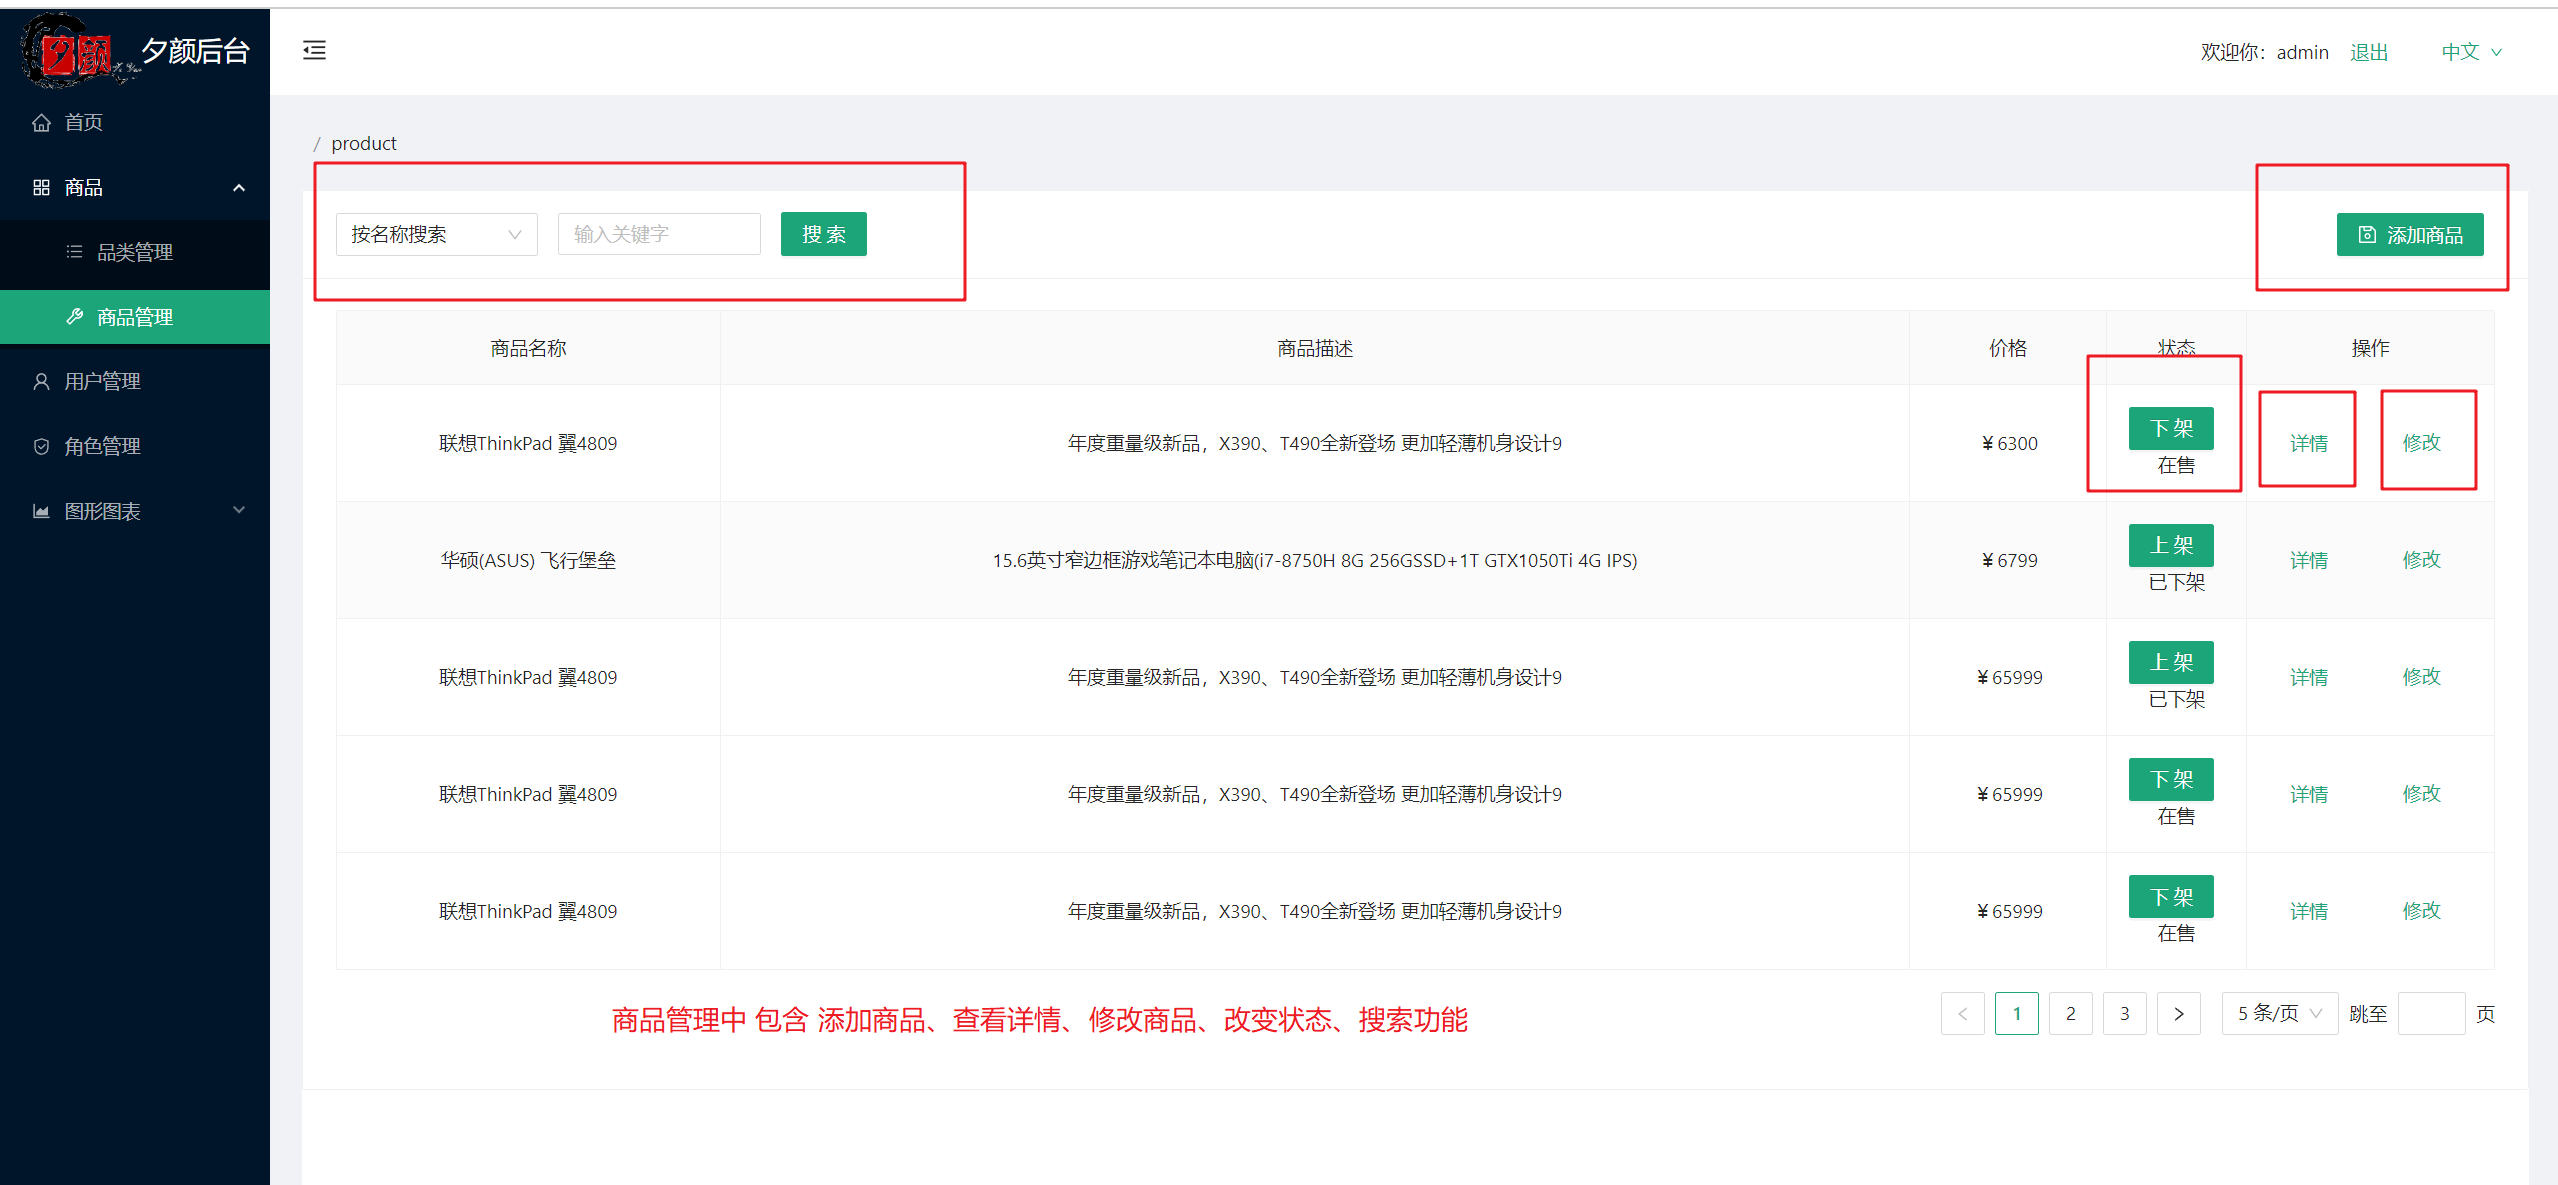 夕颜
夕颜后台
欢迎你：admin 退出 中文
首页
商品
品类管理
商品管理
用户管理
角色管理
图形图表
/ product
按名称搜索 输入关键字 搜 索 添加商品
商品名称 商品描述 价格 状态 操作
联想ThinkPad 翼4809 年度重量级新品，X390、T490全新登场 更加轻薄机身设计9 ¥6300 下 架 在售 详情 修改
华硕(ASUS) 飞行堡垒 15.6英寸窄边框游戏笔记本电脑(i7-8750H 8G 256GSSD+1T GTX1050Ti 4G IPS) ¥6799 上 架 已下架 详情 修改
联想ThinkPad 翼4809 年度重量级新品，X390、T490全新登场 更加轻薄机身设计9 ¥65999 上 架 已下架 详情 修改
联想ThinkPad 翼4809 年度重量级新品，X390、T490全新登场 更加轻薄机身设计9 ¥65999 下 架 在售 详情 修改
联想ThinkPad 翼4809 年度重量级新品，X390、T490全新登场 更加轻薄机身设计9 ¥65999 下 架 在售 详情 修改
商品管理中 包含 添加商品、查看详情、修改商品、改变状态、搜索功能
< 1 2 3 > 5 条/页 跳至 页